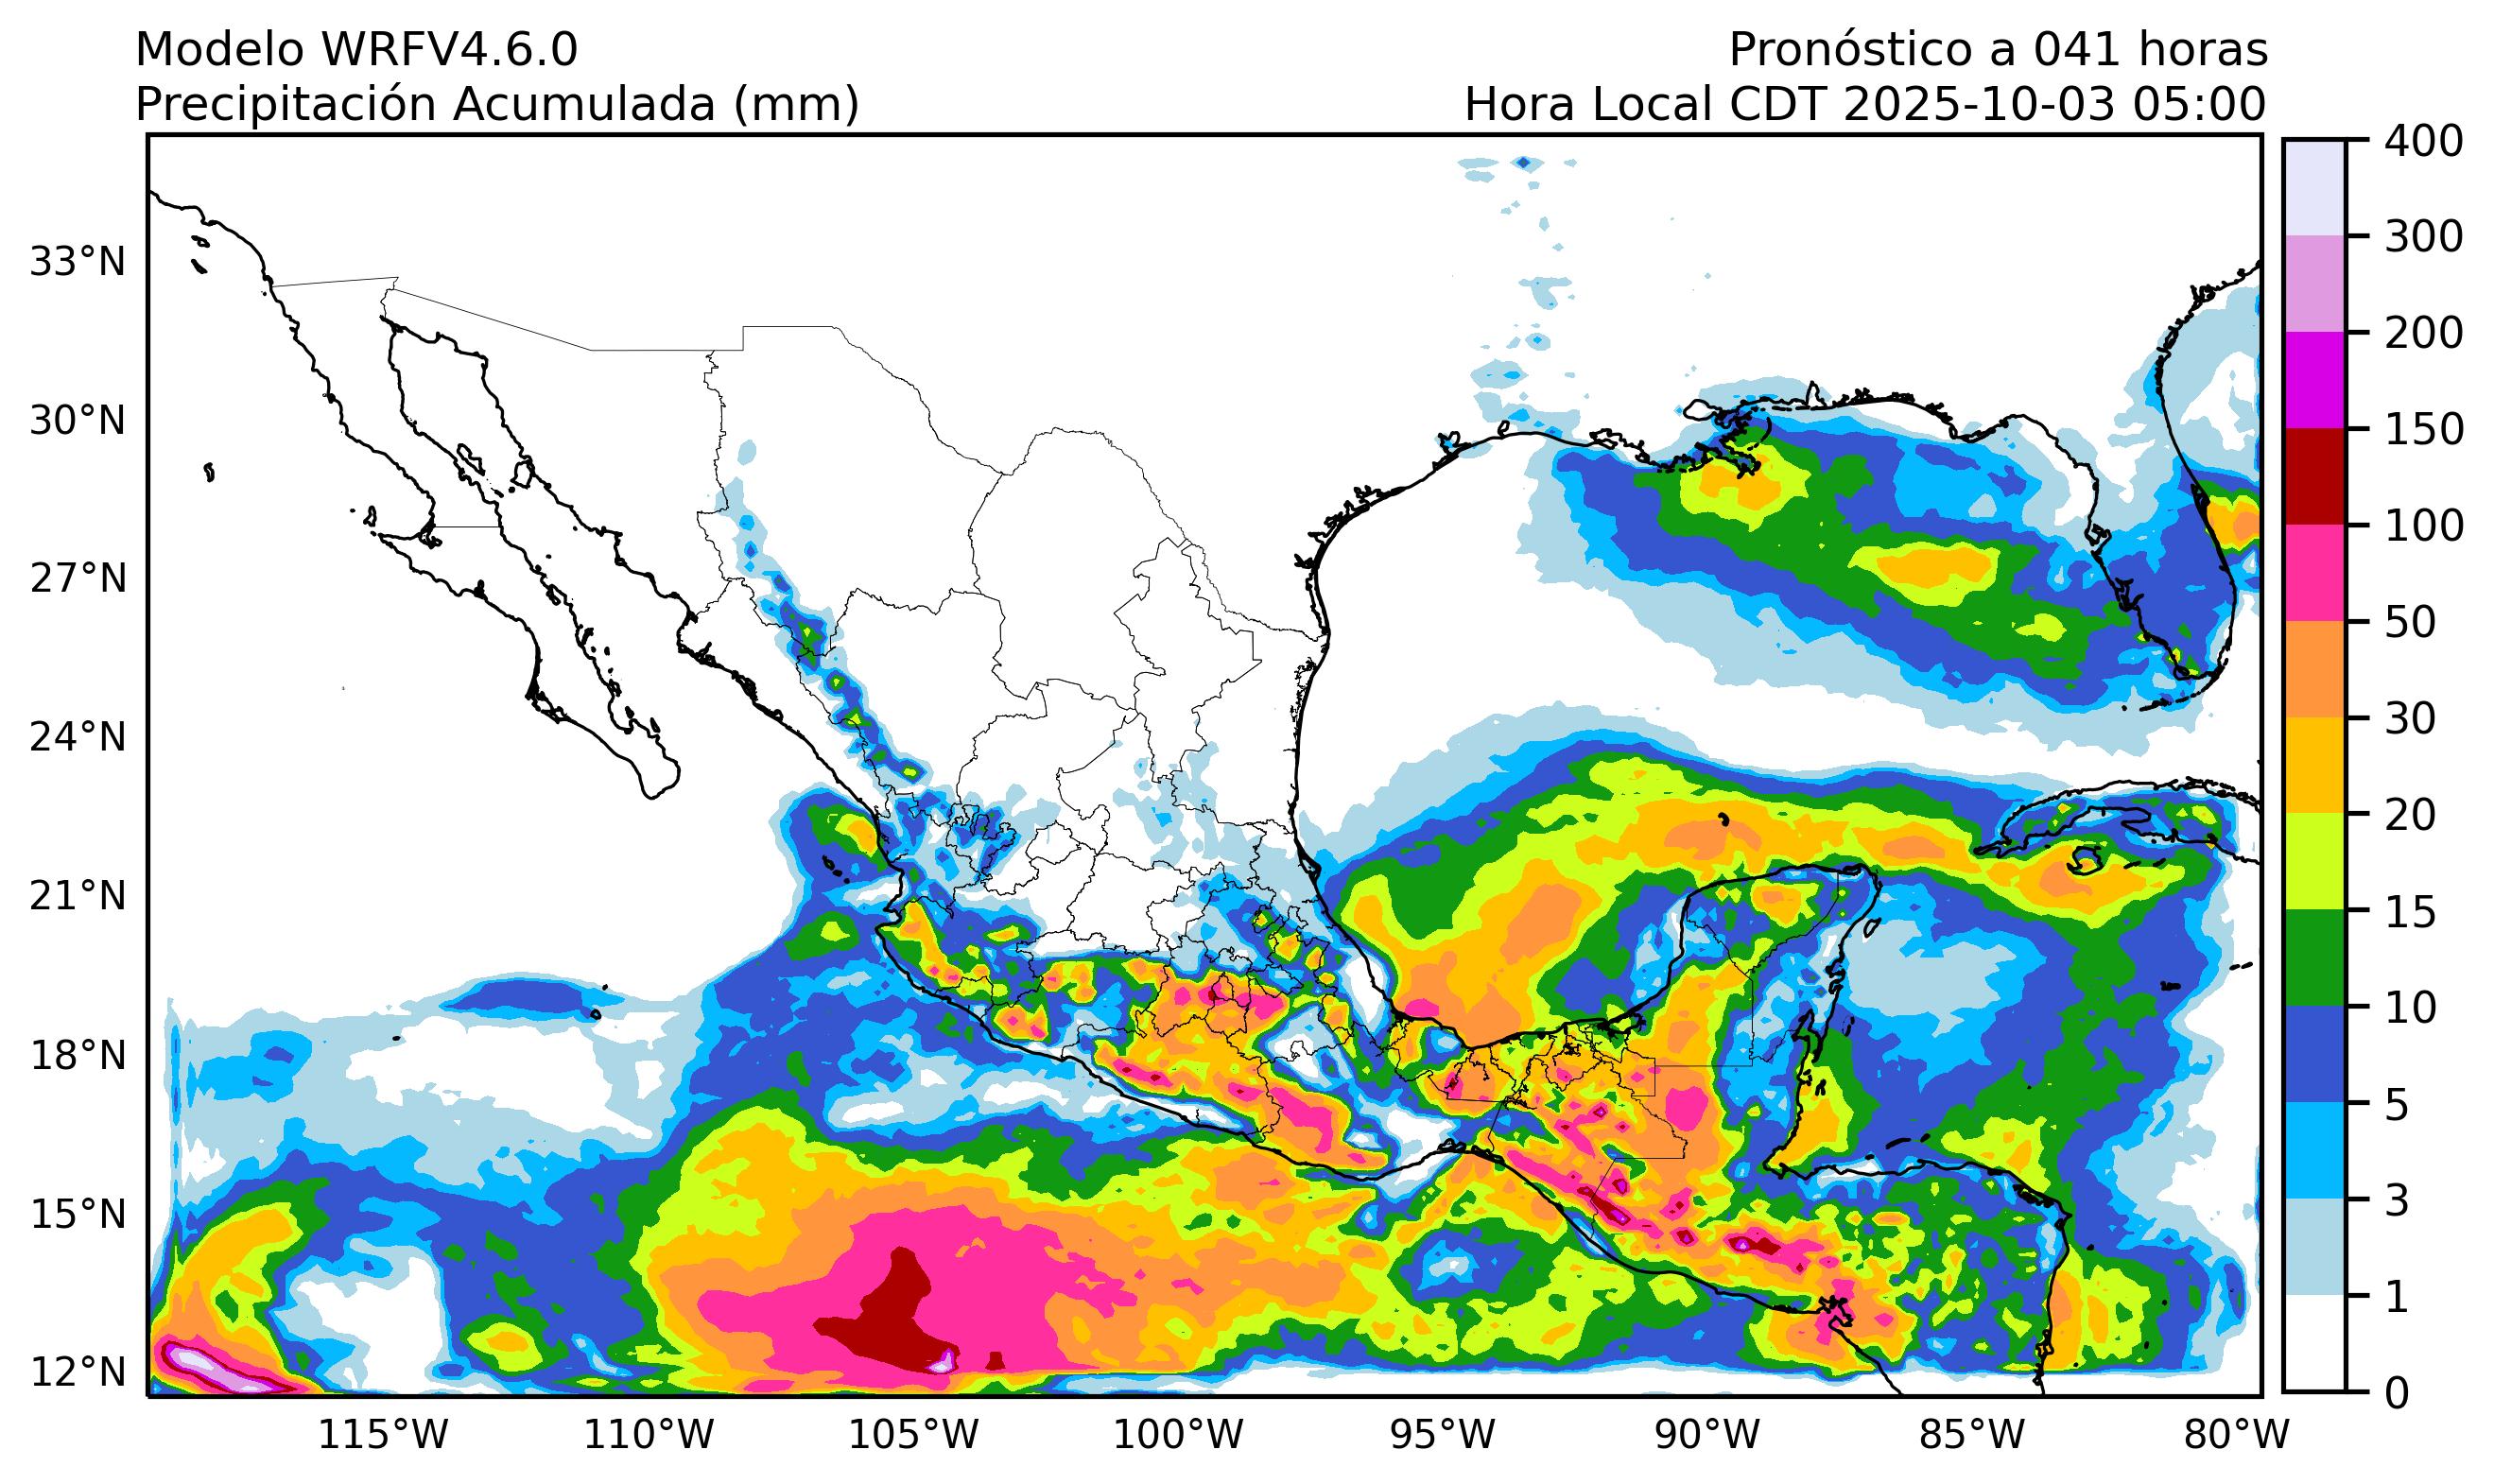 Modelo WRFV4.6.0
Precipitación Acumulada (mm)
Pronóstico a 041 horas
Hora Local CDT 2025-10-03 05:00
33°N
30°N
27°N
24°N
21°N
18°N
15°N
12°N
115°W
110°W
105°W
100°W
95°W
90°W
85°W
80°W
400
300
200
150
100
50
30
20
15
10
5
3
1
0